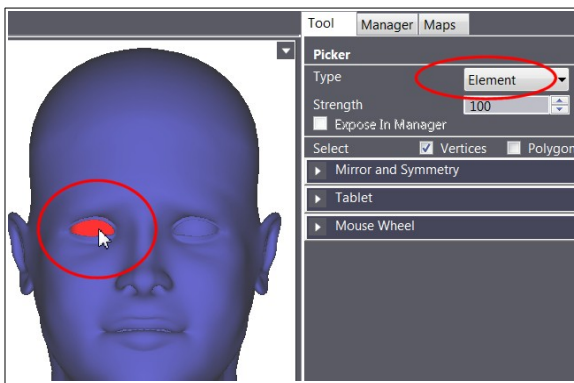 Tool Manager Maps
Picker
Type Element
Strength 100
Expose In Manager
Select Vertices Polygon
Mirror and Symmetry
Tablet
Mouse Wheel